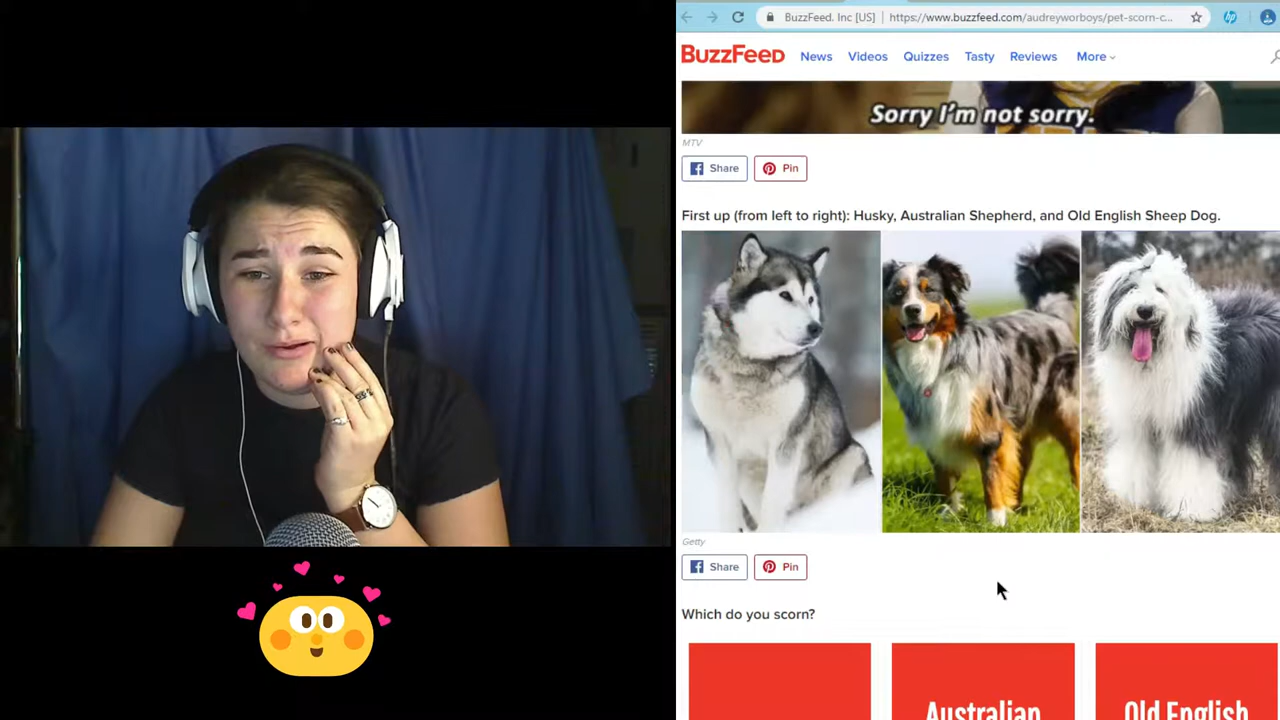 BuzzFeed. Inc [US] https://www.buzzfeed.com/audreyworboys/pet-scorn-c...
BuzzFeed News Videos Quizzes Tasty Reviews More
Sorry I'm not sorry.
MTV
Share Pin
First up (from left to right): Husky, Australian Shepherd, and Old English Sheep Dog.
Getty
Share Pin
Which do you scorn?
Australian Old English